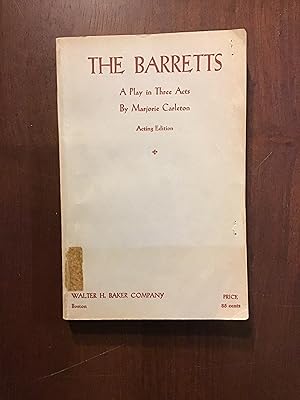 THE BARRETTS
A Play in Three Acts
By Marjorie Carleton
Acting Edition
WALTER H. BAKER COMPANY PRICE
Boston 85 cents